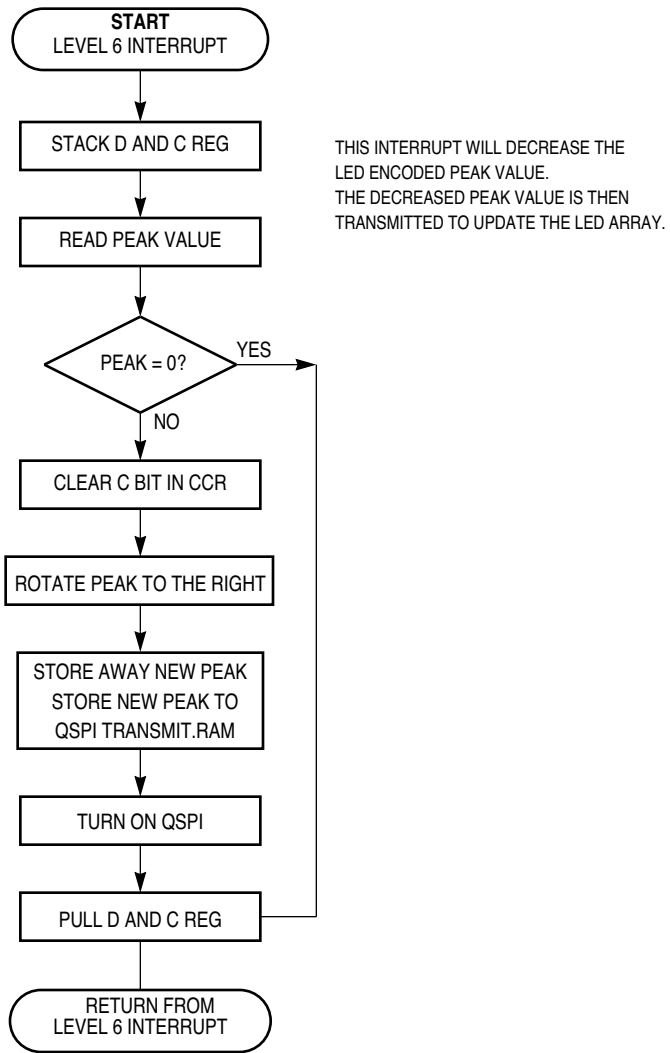 START
LEVEL 6 INTERRUPT
STACK D AND C REG
THIS INTERRUPT WILL DECREASE THE
LED ENCODED PEAK VALUE.
THE DECREASED PEAK VALUE IS THEN
TRANSMITTED TO UPDATE THE LED ARRAY.
READ PEAK VALUE
PEAK = 0?
YES
NO
CLEAR C BIT IN CCR
ROTATE PEAK TO THE RIGHT
STORE AWAY NEW PEAK
STORE NEW PEAK TO
QSPI TRANSMIT.RAM
TURN ON QSPI
PULL D AND C REG
RETURN FROM
LEVEL 6 INTERRUPT